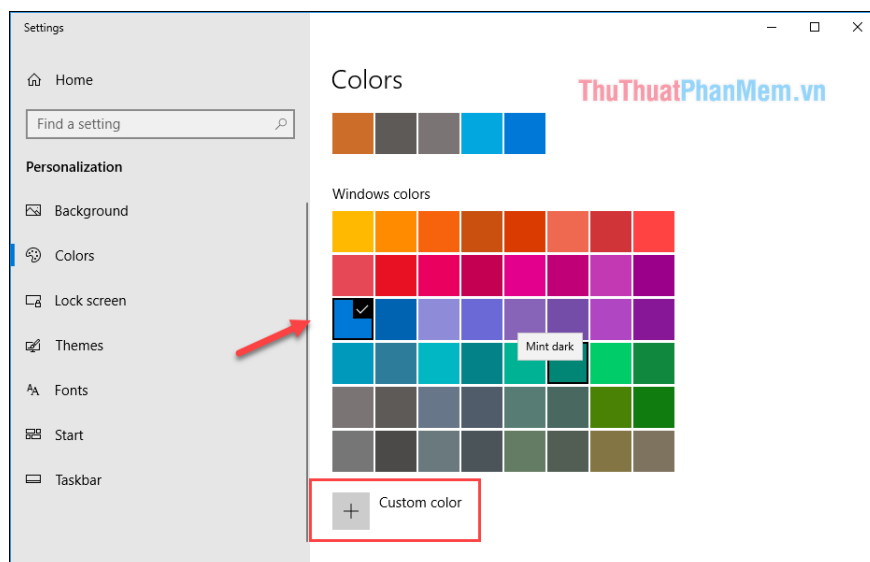 Settings
Home
Find a setting
Personalization
Background
Colors
Lock screen
Themes
Fonts
Start
Taskbar
Colors
ThuThuatPhanMem.vn
Windows colors
Mint dark
Custom color